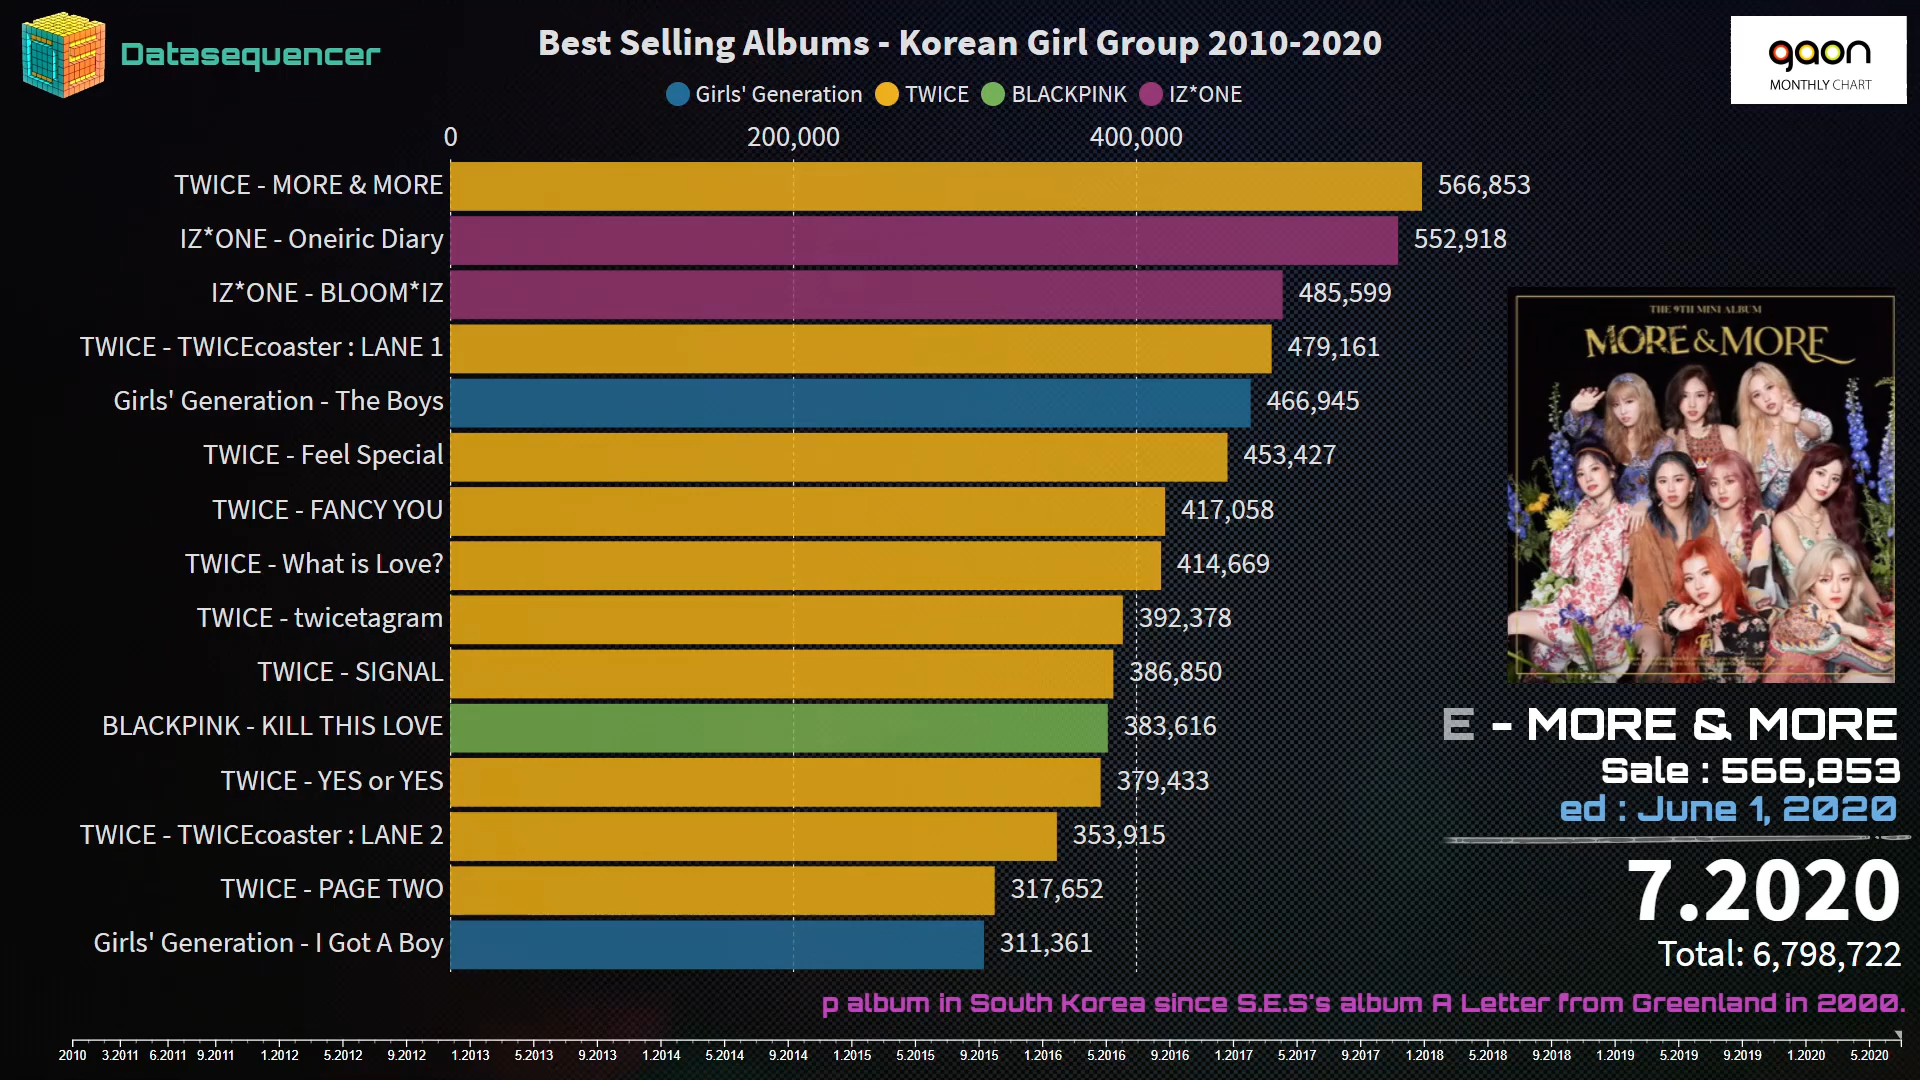 Datasequencer
Best Selling Albums - Korean Girl Group 2010-2020
Girls' Generation TWICE BLACKPINK IZ*ONE
gaon
MONTHLY CHART
0 200,000 400,000
TWICE - MORE & MORE 566,853
IZ*ONE - Oneiric Diary 552,918
IZ*ONE - BLOOM*IZ 485,599
TWICE - TWICEcoaster : LANE 1 479,161
Girls' Generation - The Boys 466,945
TWICE - Feel Special 453,427
TWICE - FANCY YOU 417,058
TWICE - What is Love? 414,669
TWICE - twicetagram 392,378
TWICE - SIGNAL 386,850
BLACKPINK - KILL THIS LOVE 383,616
TWICE - YES or YES 379,433
TWICE - TWICEcoaster : LANE 2 353,915
TWICE - PAGE TWO 317,652
Girls' Generation - I Got A Boy 311,361
THE 9TH MINI ALBUM
MORE & MORE
E - MORE & MORE
Sale : 566,853
ed : June 1, 2020
7.2020
Total: 6,798,722
p album in South Korea since S.E.S's album A Letter from Greenland in 2000.
2010 3.2011 6.2011 9.2011 1.2012 5.2012 9.2012 1.2013 5.2013 9.2013 1.2014 5.2014 9.2014 1.2015 5.2015 9.2015 1.2016 5.2016 9.2016 1.2017 5.2017 9.2017 1.2018 5.2018 9.2018 1.2019 5.2019 9.2019 1.2020 5.2020